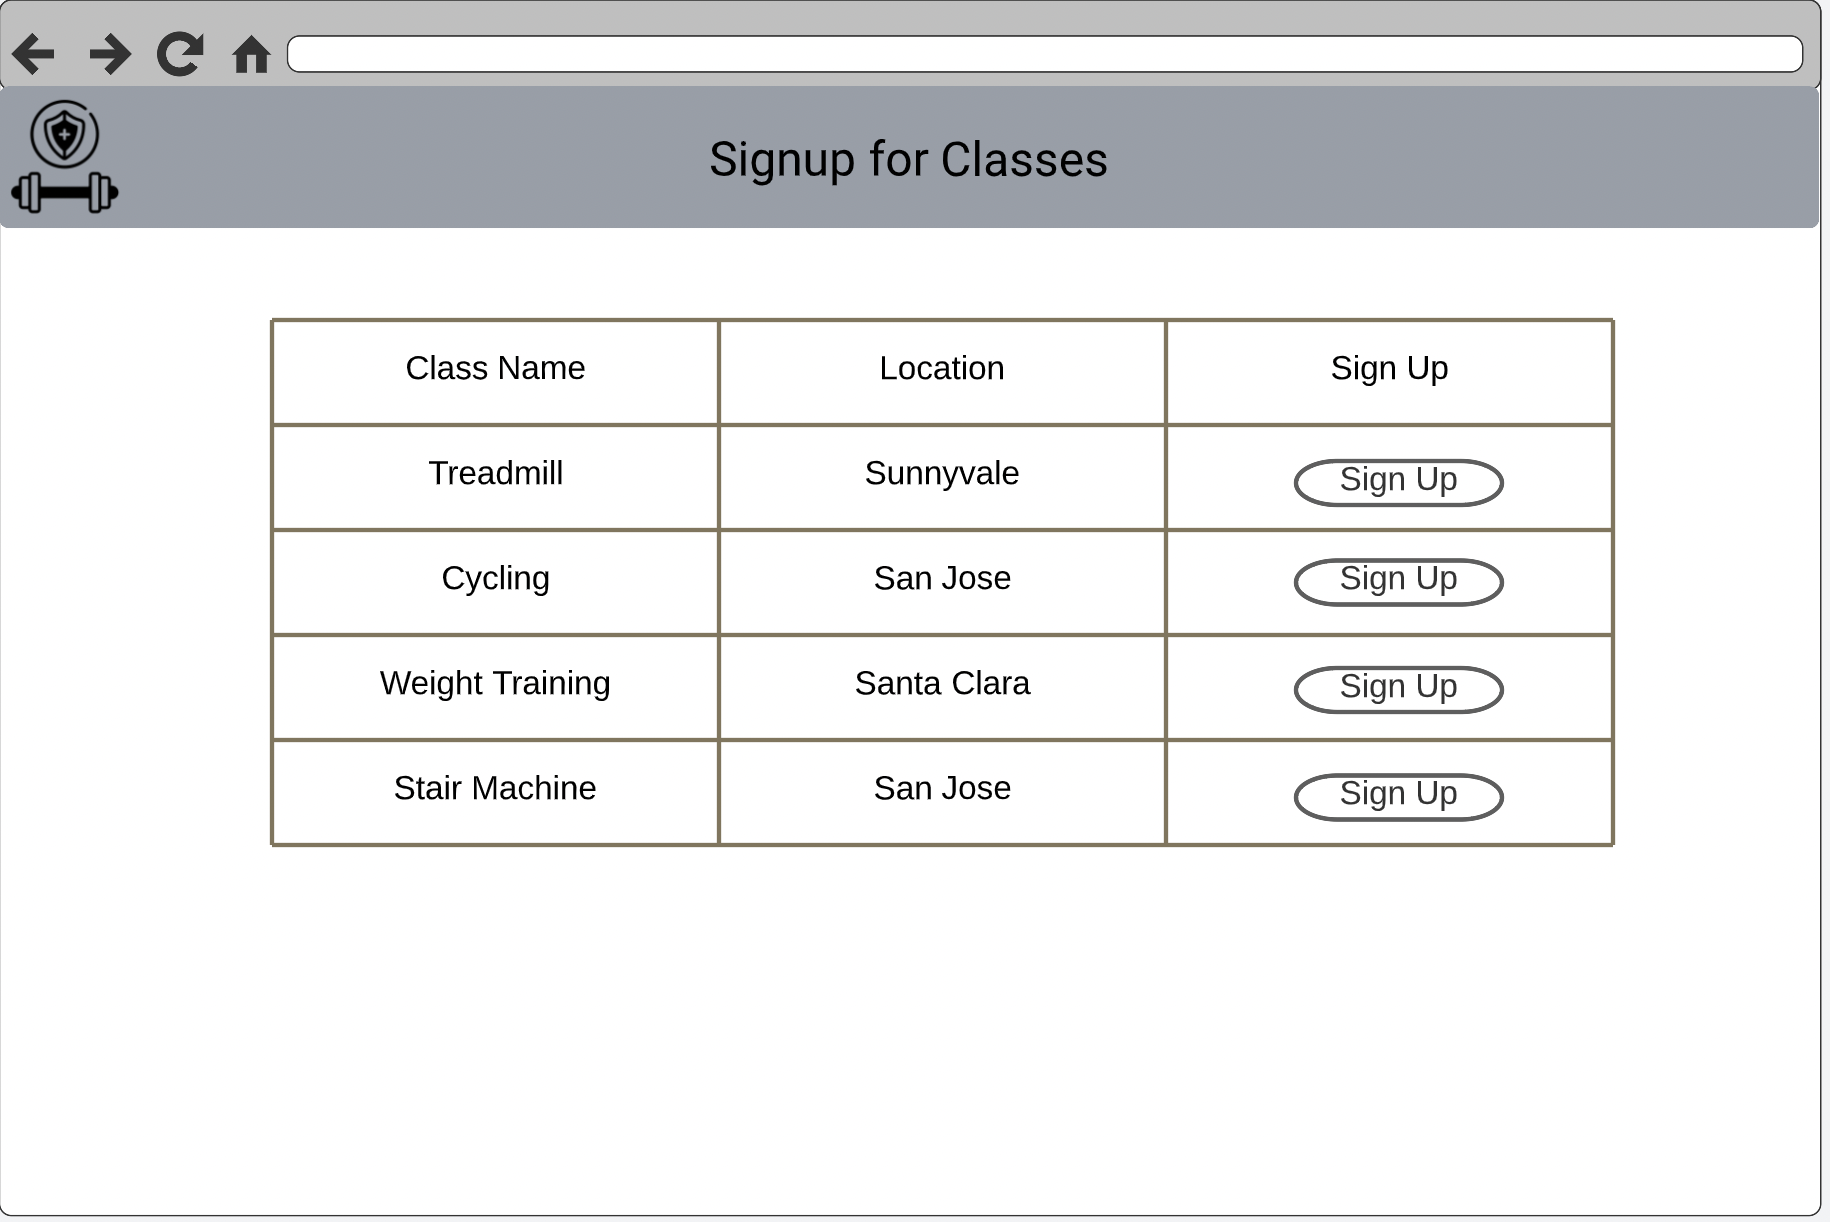 Signup for Classes
Class Name Location Sign Up
Treadmill Sunnyvale Sign Up
Cycling San Jose Sign Up
Weight Training Santa Clara Sign Up
Stair Machine San Jose Sign Up